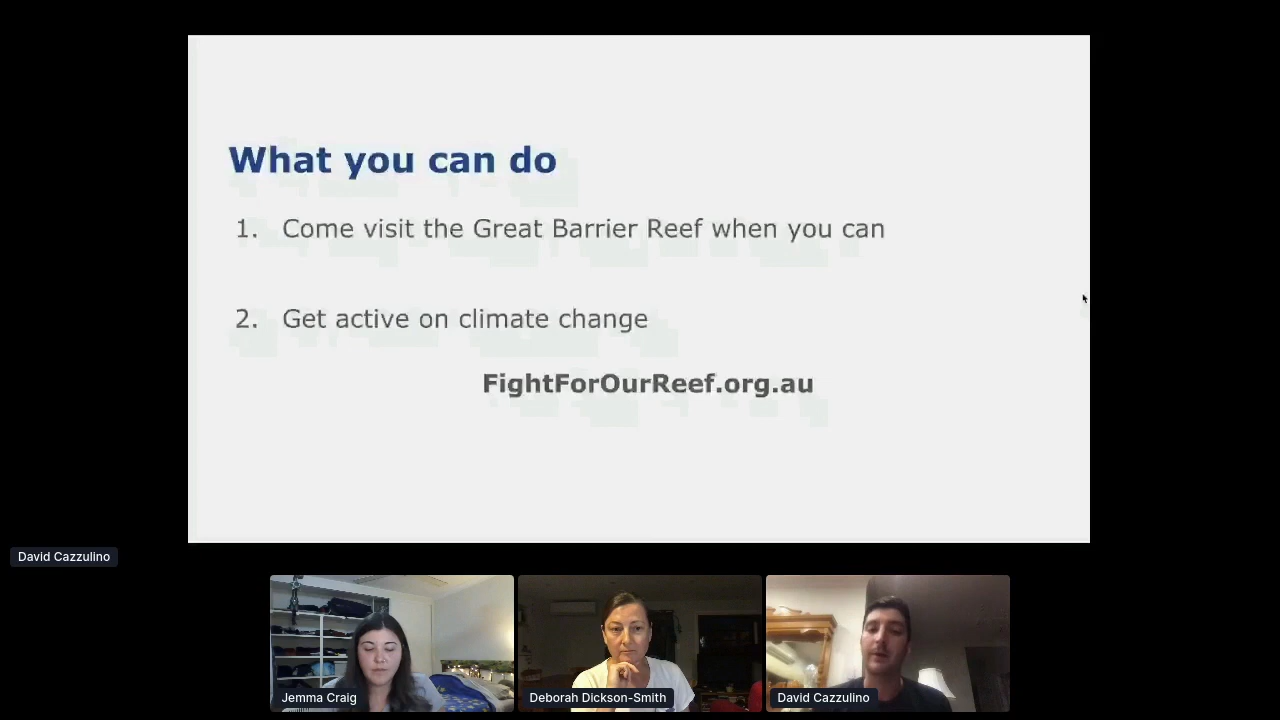 What you can do
1. Come visit the Great Barrier Reef when you can
2. Get active on climate change
FightForOurReef.org.au
David Cazzulino
Jemma Craig
Deborah Dickson-Smith
David Cazzulino